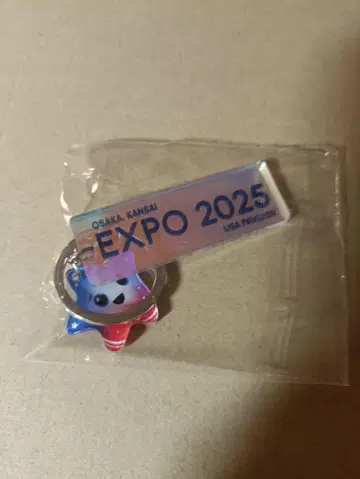 OSAKA, KANSAI
EXPO 2025
USA PAVILION